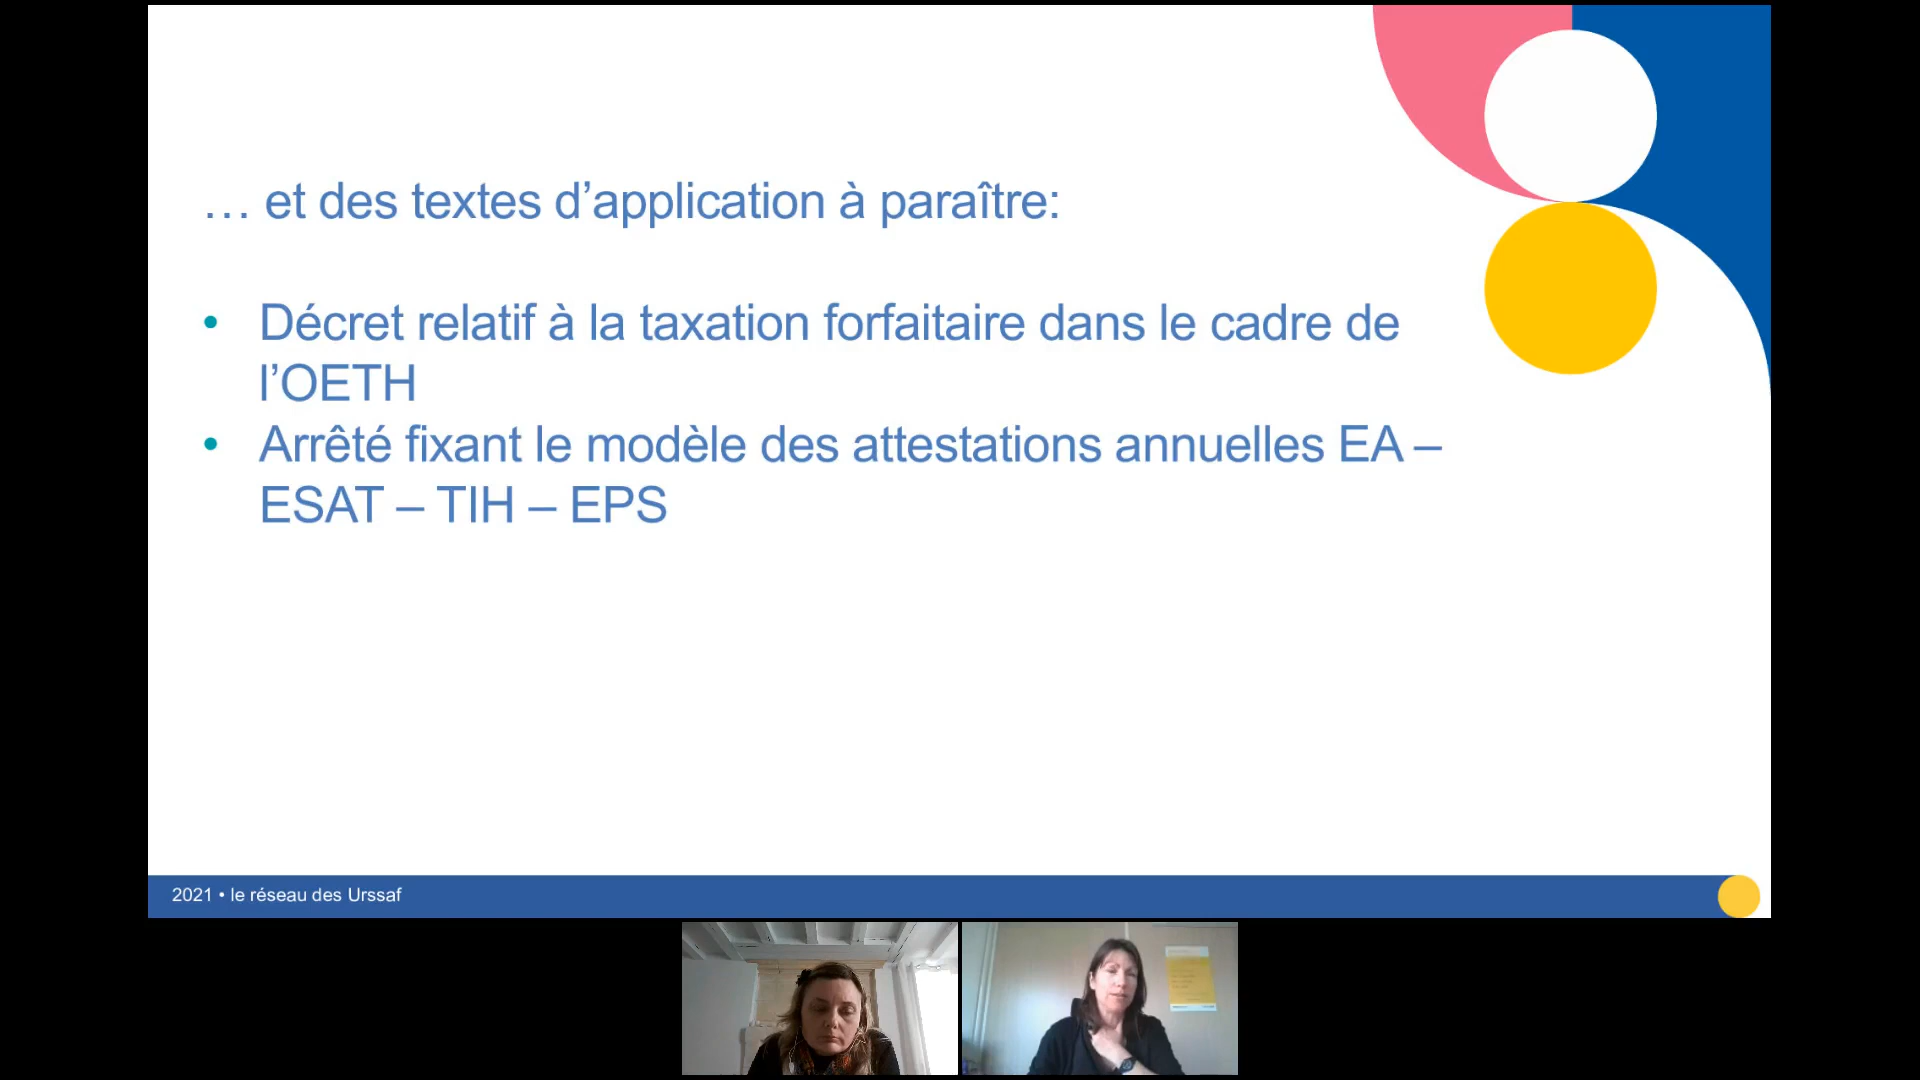 … et des textes d’application à paraître:
• Décret relatif à la taxation forfaitaire dans le cadre de
l’OETH
• Arrêté fixant le modèle des attestations annuelles EA –
ESAT – TIH – EPS
2021 • le réseau des Urssaf